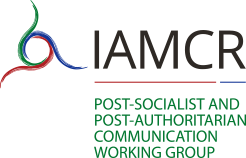 IAMCR
POST-SOCIALIST AND
POST-AUTHORITARIAN
COMMUNICATION
WORKING GROUP